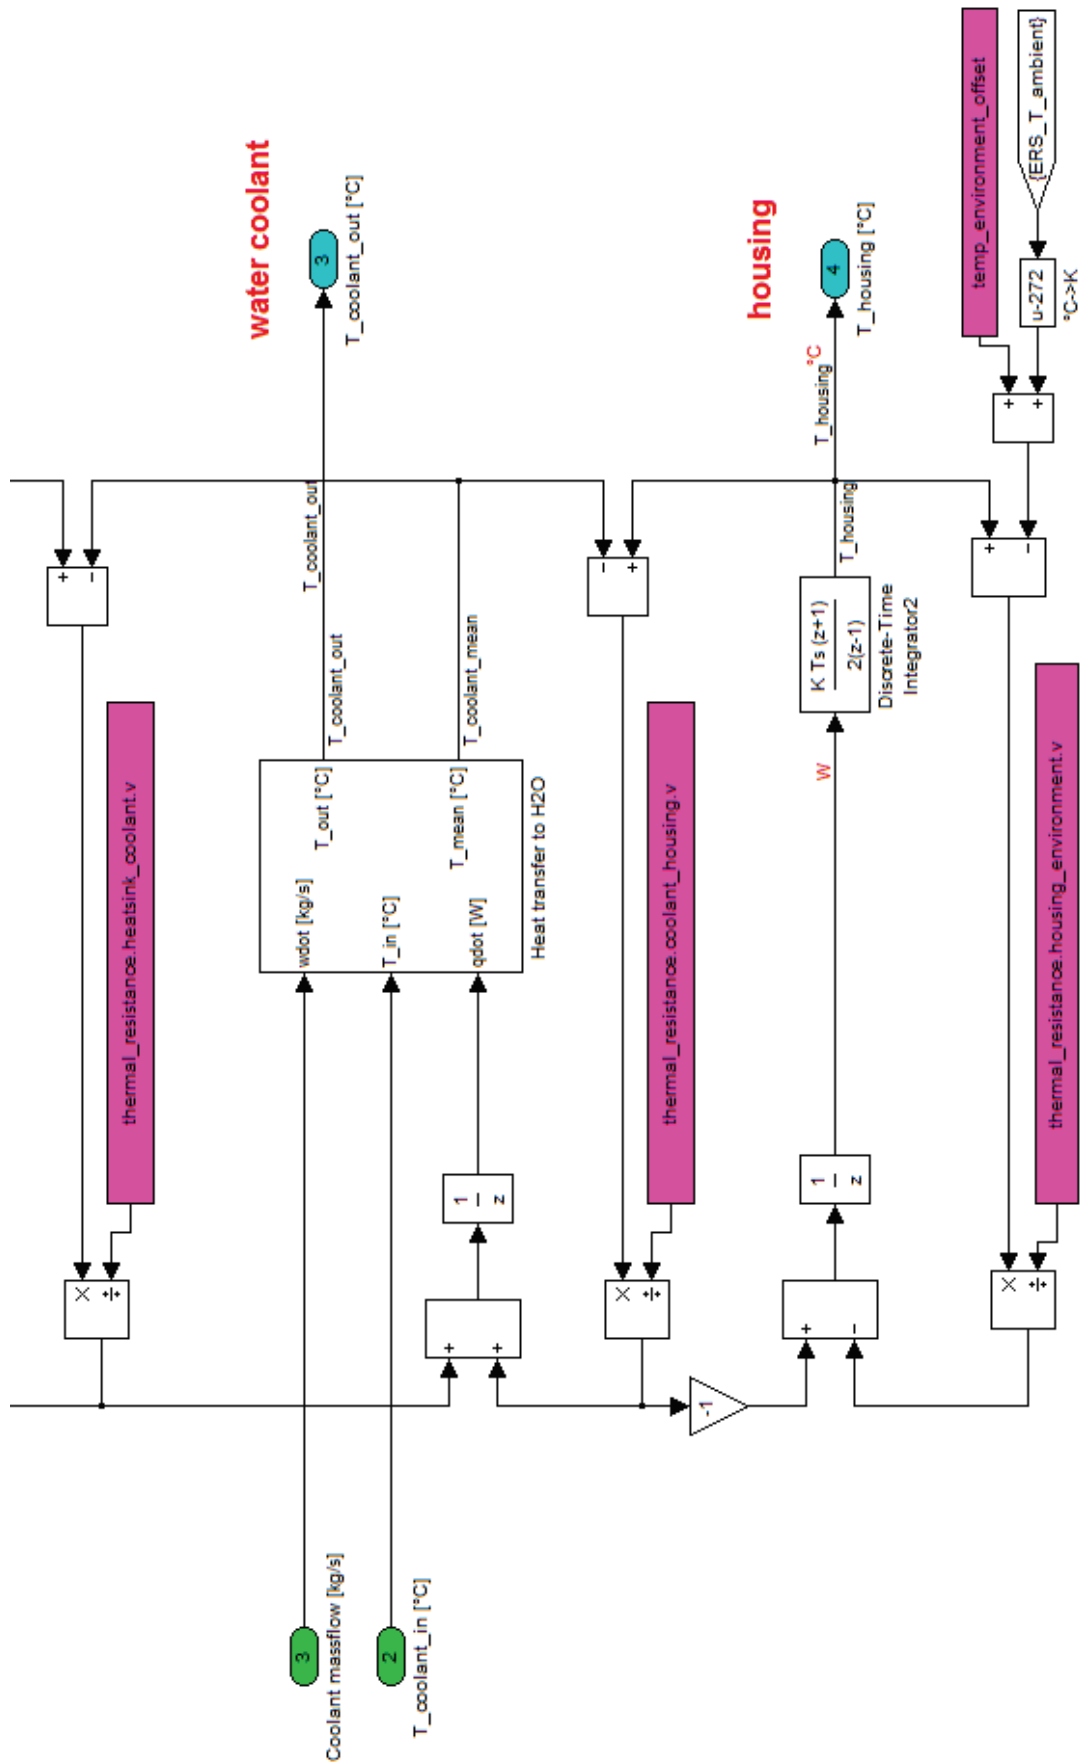 thermal_resistance.heatsink_coolant.v
×
÷
+
−
water coolant
3
Coolant massflow [kg/s]
2
T_coolant_in [°C]
wdot [kg/s]
T_in [°C]
qdot [W]
T_out [°C]
T_mean [°C]
Heat transfer to H2O
T_coolant_out
T_coolant_out
T_coolant_mean
3
T_coolant_out [°C]
+
+
1
z
×
÷
thermal_resistance.coolant_housing.v
−
+
-1
housing
+
−
1
z
W
K Ts (z+1)
2(z-1)
Discrete-Time
Integrator2
T_housing
T_housing
°C
4
T_housing [°C]
×
÷
thermal_resistance.housing_environment.v
+
−
+
+
temp_environment_offset
u-272
°C->K
{ERS_T_ambient}